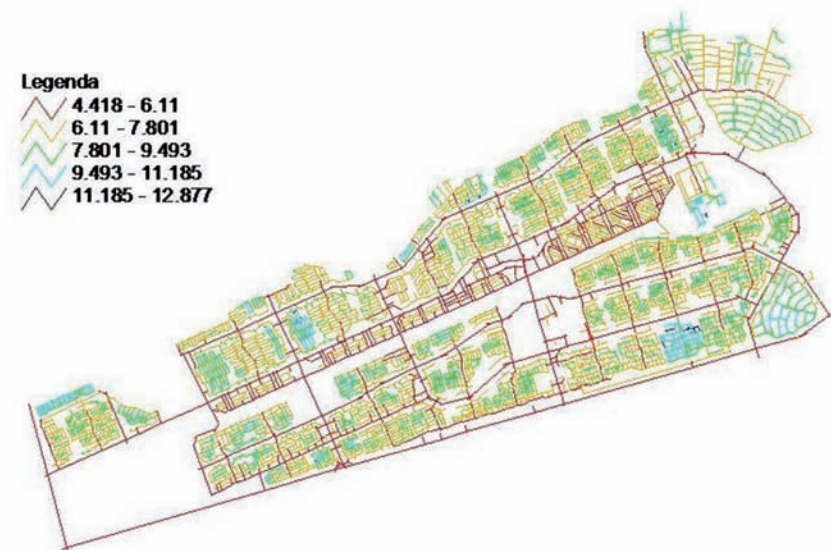 Legenda
4.418 - 6.11
6.11 - 7.801
7.801 - 9.493
9.493 - 11.185
11.185 - 12.877